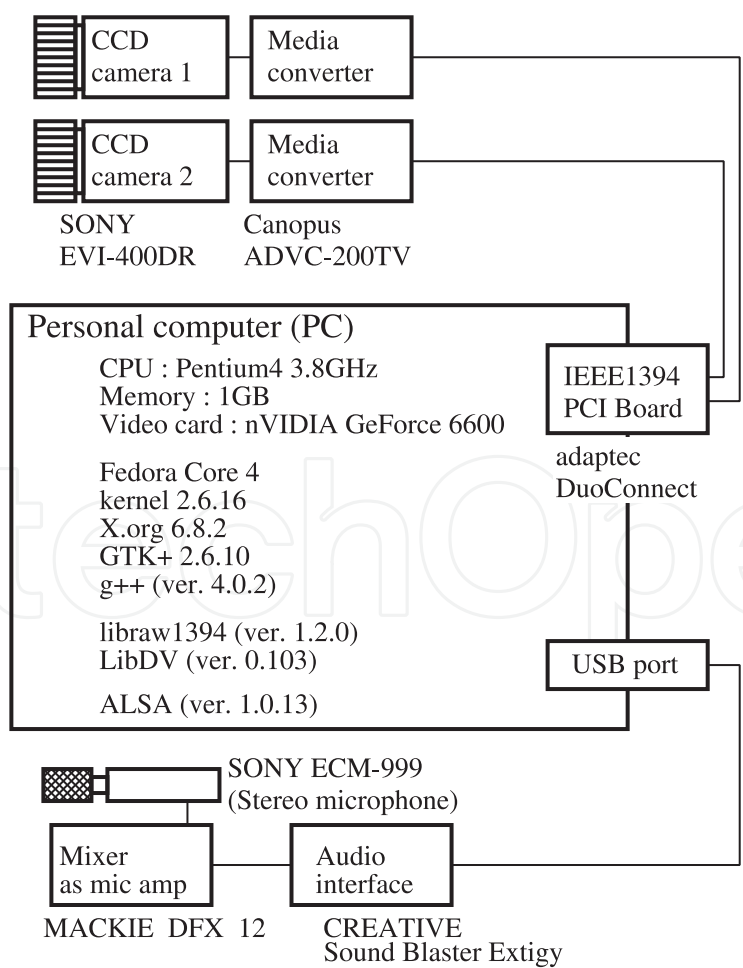 CCD
camera 1
Media
converter
CCD
camera 2
Media
converter
SONY
EVI-400DR
Canopus
ADVC-200TV
Personal computer (PC)
CPU : Pentium4 3.8GHz
Memory : 1GB
Video card : nVIDIA GeForce 6600
IEEE1394
PCI Board
adaptec
DuoConnect
Fedora Core 4
kernel 2.6.16
X.org 6.8.2
GTK+ 2.6.10
g++ (ver. 4.0.2)
libraw1394 (ver. 1.2.0)
LibDV (ver. 0.103)
ALSA (ver. 1.0.13)
USB port
SONY ECM-999
(Stereo microphone)
Mixer
as mic amp
Audio
interface
MACKIE DFX 12
CREATIVE
Sound Blaster Extigy
techOpe